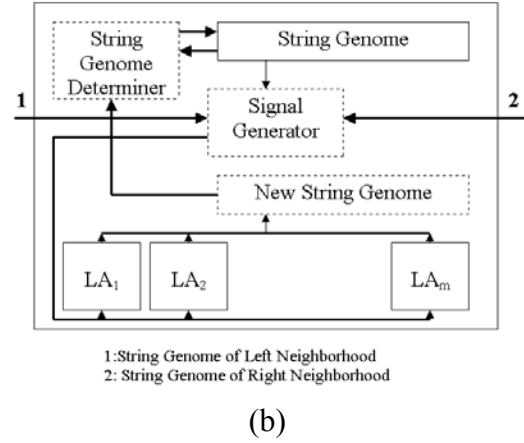 String
Genome
Determiner
String Genome
1
Signal
Generator
2
New String Genome
LA1
LA2
LAm
1:String Genome of Left Neighborhood
2: String Genome of Right Neighborhood
(b)